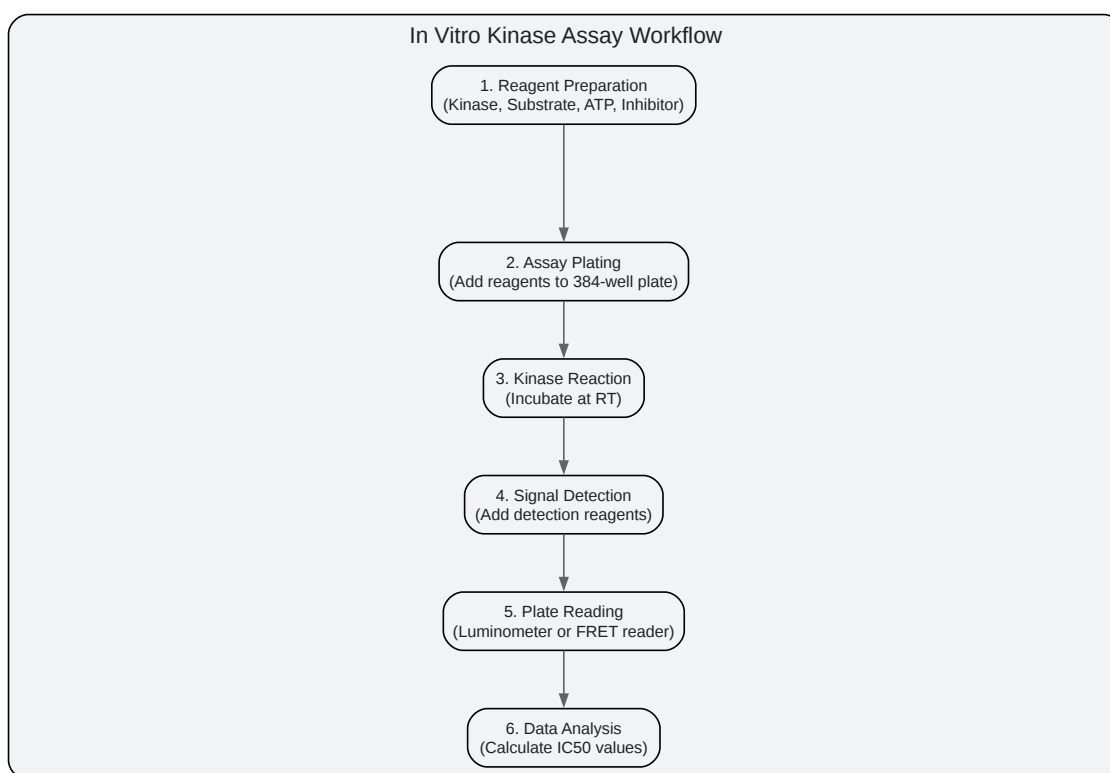 In Vitro Kinase Assay Workflow
1. Reagent Preparation
(Kinase, Substrate, ATP, Inhibitor)
2. Assay Plating
(Add reagents to 384-well plate)
3. Kinase Reaction
(Incubate at RT)
4. Signal Detection
(Add detection reagents)
5. Plate Reading
(Luminometer or FRET reader)
6. Data Analysis
(Calculate IC50 values)